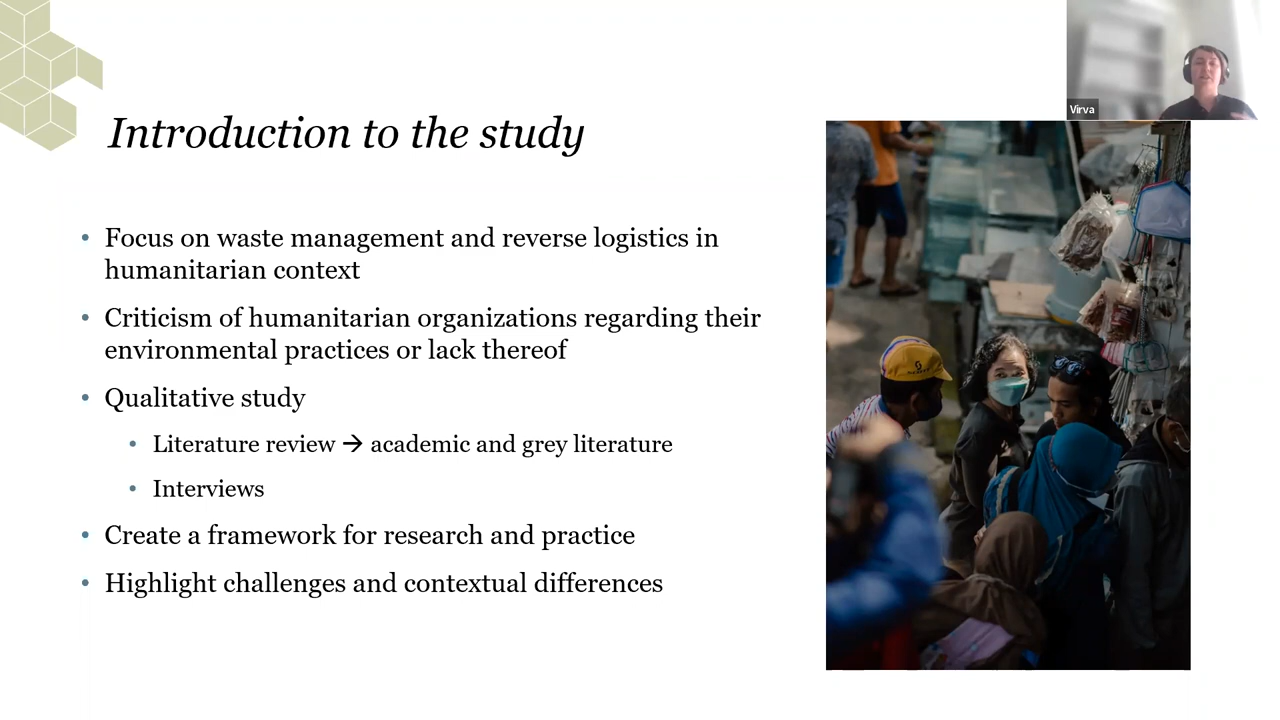 Virva
Introduction to the study
• Focus on waste management and reverse logistics in
humanitarian context
• Criticism of humanitarian organizations regarding their
environmental practices or lack thereof
• Qualitative study
• Literature review → academic and grey literature
• Interviews
• Create a framework for research and practice
• Highlight challenges and contextual differences